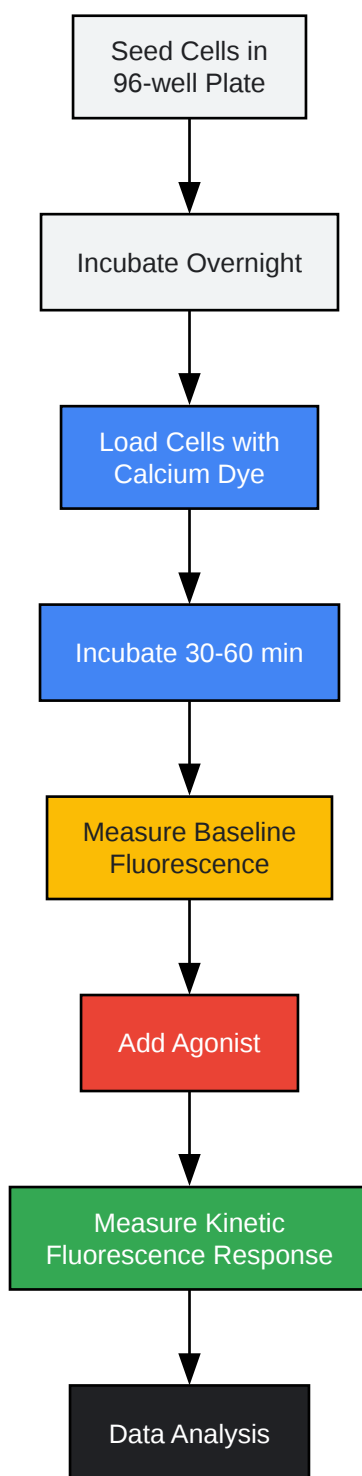 Seed Cells in
96-well Plate
Incubate Overnight
Load Cells with
Calcium Dye
Incubate 30-60 min
Measure Baseline
Fluorescence
Add Agonist
Measure Kinetic
Fluorescence Response
Data Analysis